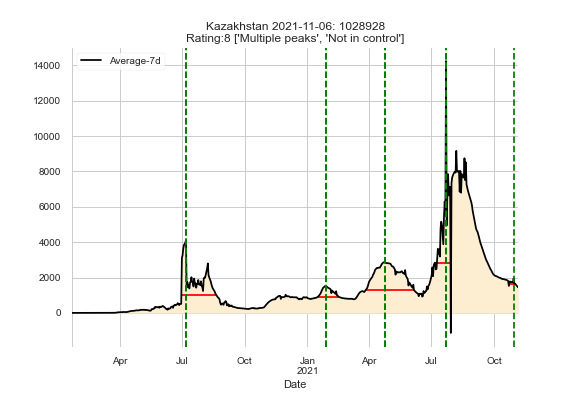 Kazakhstan 2021-11-06: 1028928
Rating:8 ['Multiple peaks', 'Not in control']
Average-7d
14000
12000
10000
8000
6000
4000
2000
0
Apr Jul Oct Jan Apr Jul Oct
2021
Date